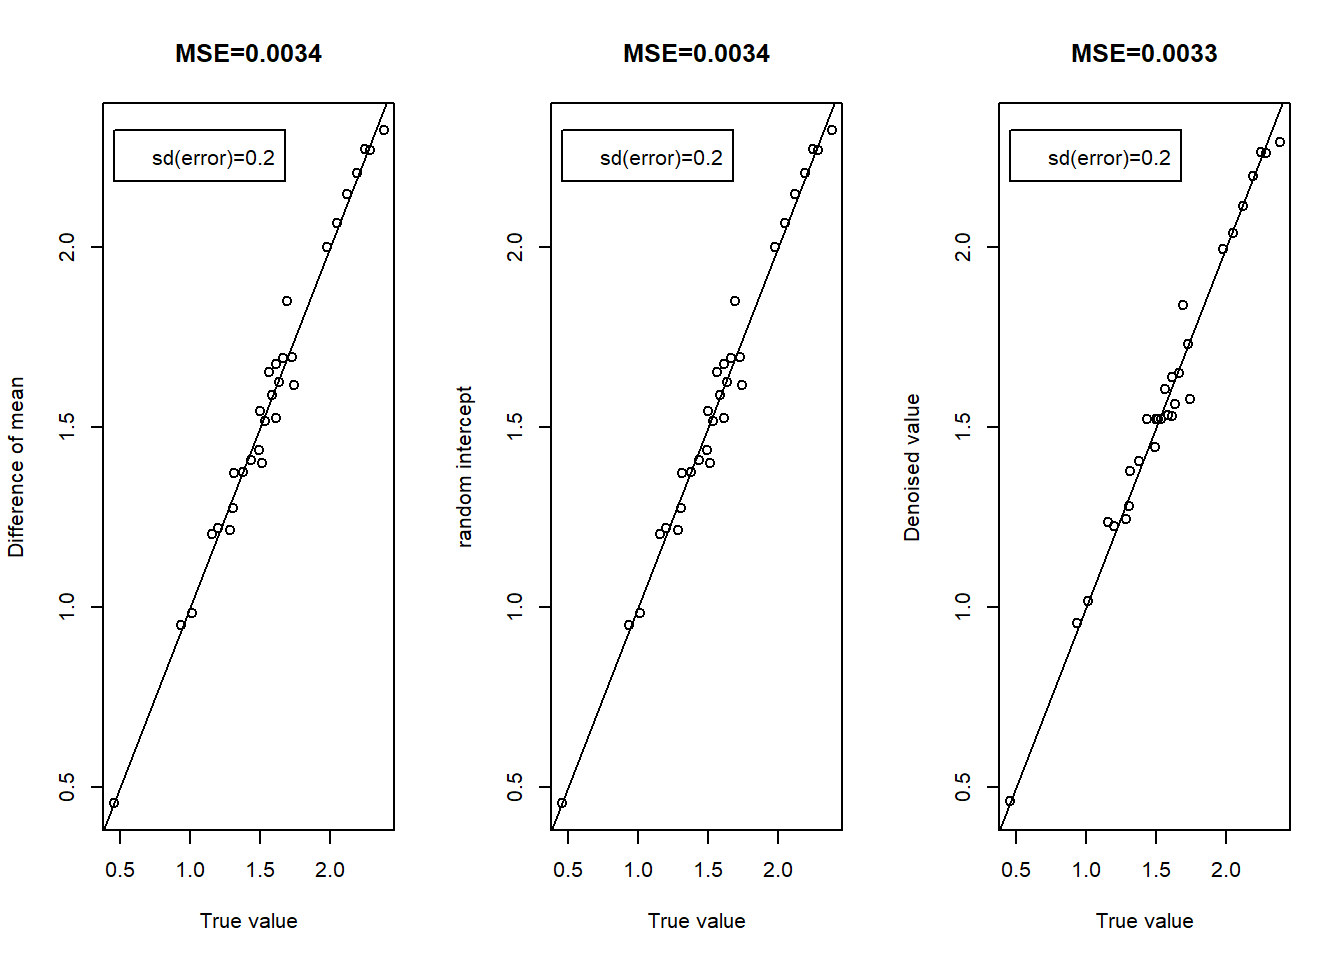 MSE=0.0034
sd(error)=0.2
Difference of mean
2.0
1.5
1.0
0.5
0.5 1.0 1.5 2.0
True value
MSE=0.0034
sd(error)=0.2
random intercept
2.0
1.5
1.0
0.5
0.5 1.0 1.5 2.0
True value
MSE=0.0033
sd(error)=0.2
Denoised value
2.0
1.5
1.0
0.5
0.5 1.0 1.5 2.0
True value